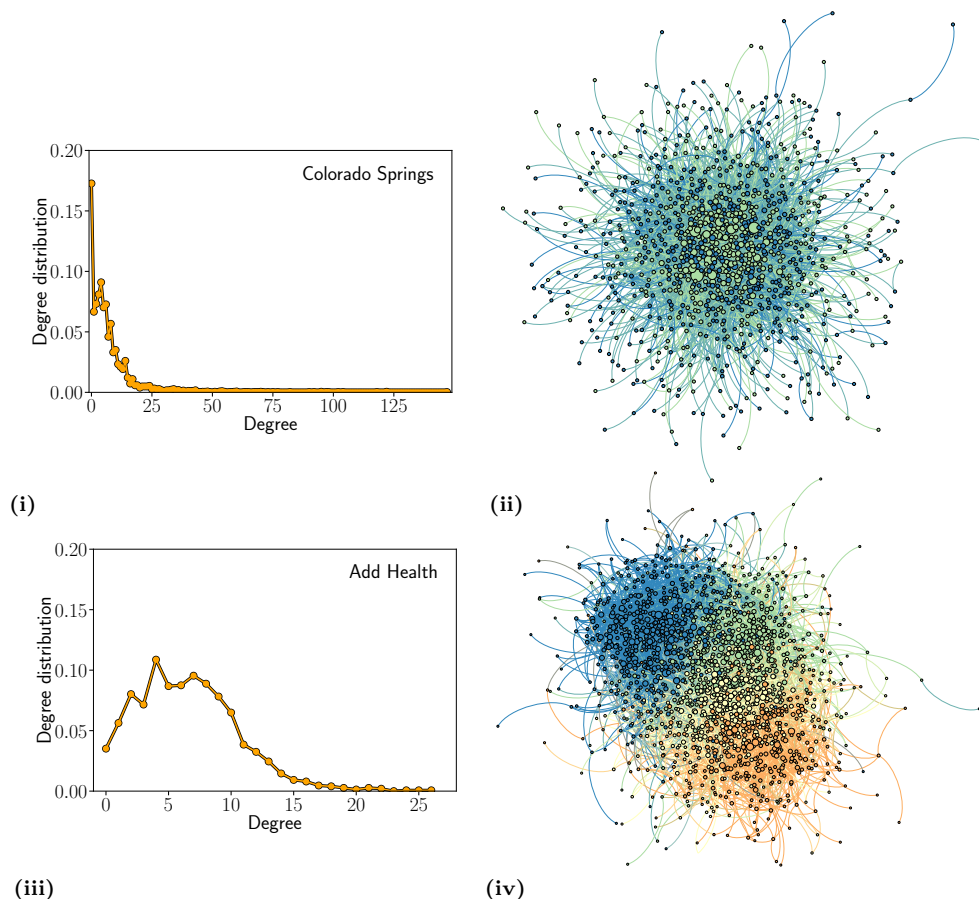 0.20
Colorado Springs
0.15
0.10
0.05
0.00
Degree distribution
0 25 50 75 100 125
Degree
(i)
(ii)
0.20
Add Health
0.15
0.10
0.05
0.00
Degree distribution
0 5 10 15 20 25
Degree
(iii)
(iv)